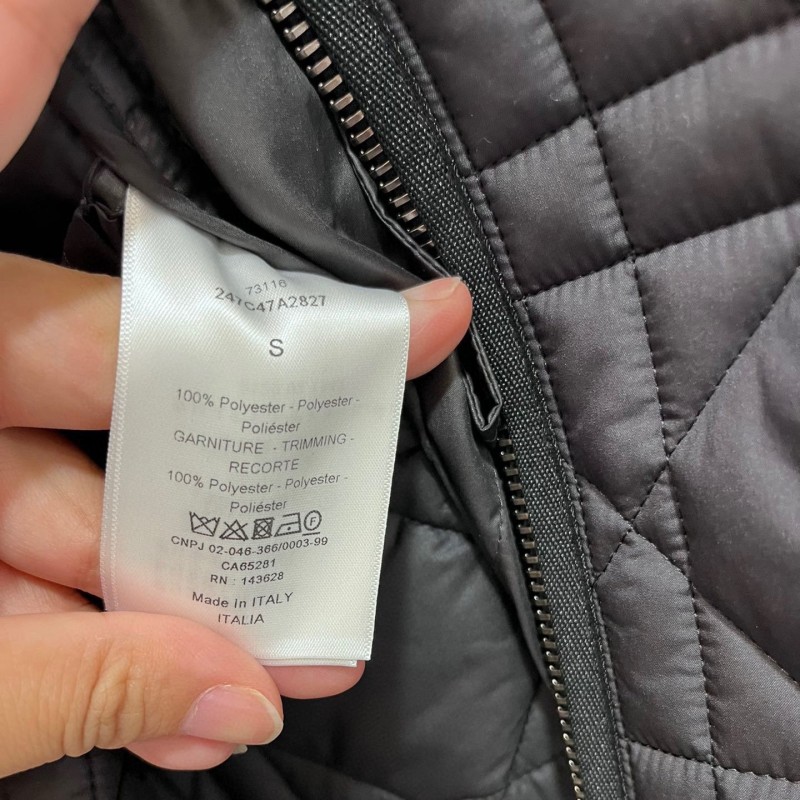 73116
247C47A2827
S
100% Polyester - Polyester -
Poliéster
GARNITURE - TRIMMING -
RECORTE
100% Polyester - Polyester -
Poliéster
F
CNPJ 02-046-366/0003-99
CA65281
RN : 143628
Made in ITALY
ITALIA